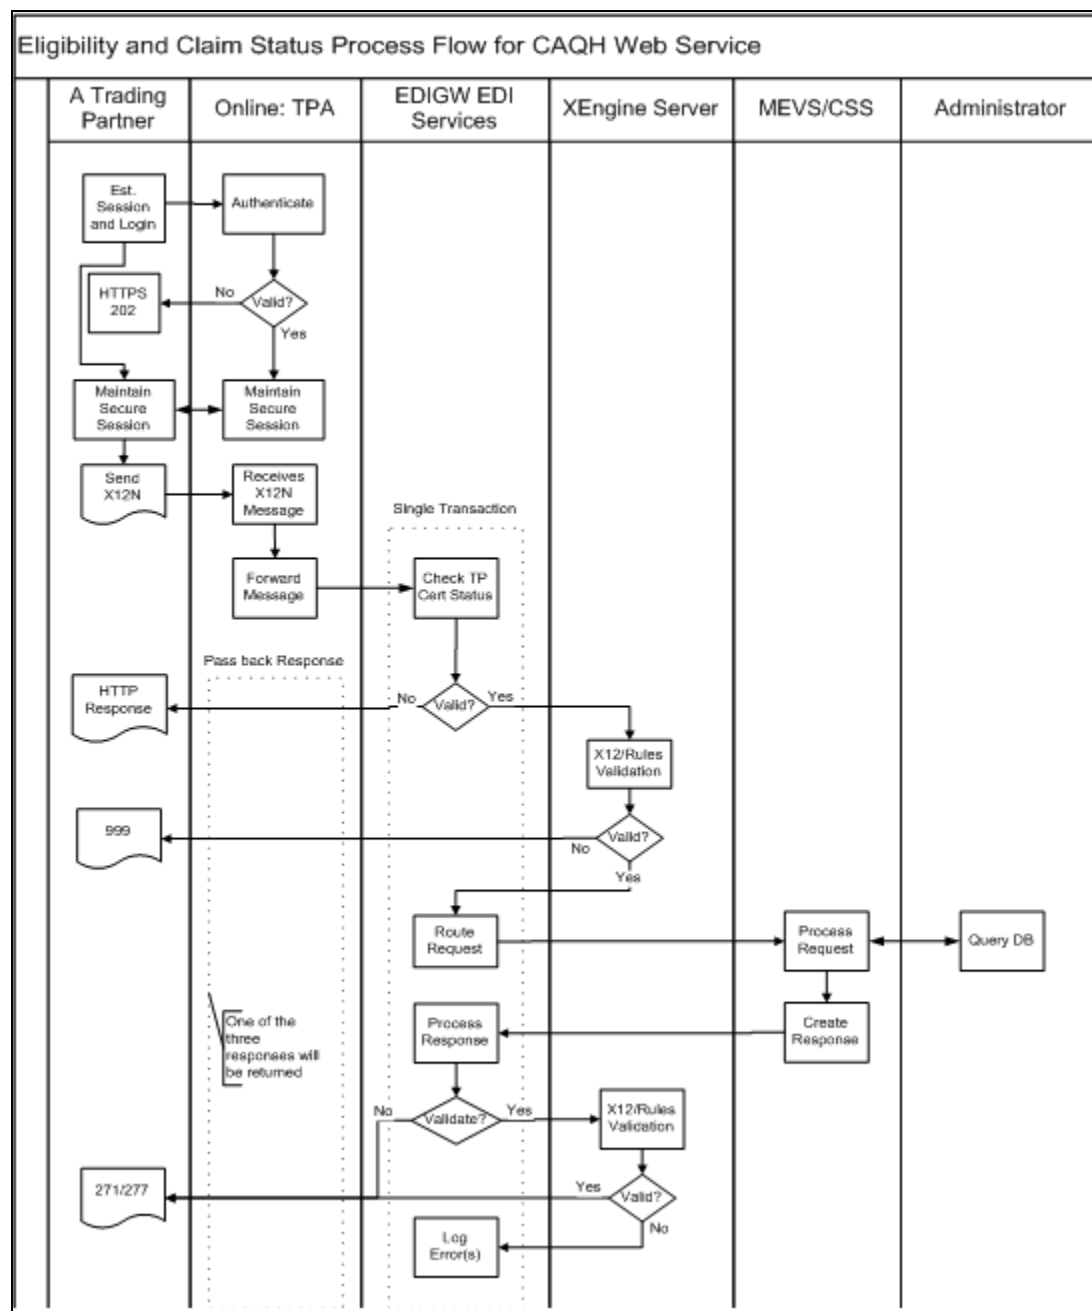 Eligibility and Claim Status Process Flow for CAQH Web Service
A Trading
Partner
Online: TPA
EDIGW EDI
Services
XEngine Server
MEVS/CSS
Administrator
Est.
Session
and Login
Authenticate
HTTPS
202
No
Valid?
Yes
Maintain
Secure
Session
Maintain
Secure
Session
Send
X12N
Receives
X12N
Message
Single Transaction
Forward
Message
Check TP
Cert Status
Pass back Response
HTTP
Response
No
Valid?
Yes
X12/Rules
Validation
999
Valid?
No
Yes
Route
Request
Process
Request
Query DB
One of the
three
responses will
be returned
Process
Response
Create
Response
No
Validate?
Yes
X12/Rules
Validation
271/277
Yes
Valid?
No
Log
Error(s)